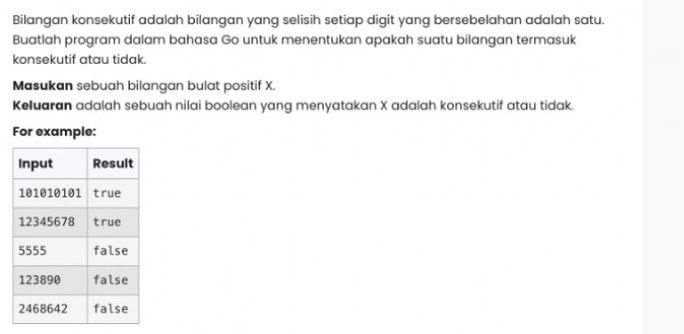 Bilangan konsekutif adalah bilangan yang selisih setiap digit yang bersebelahan adalah satu.
Buatlah program dalam bahasa Go untuk menentukan apakah suatu bilangan termasuk
konsekutif atau tidak.
Masukan sebuah bilangan bulat positif X.
Keluaran adalah sebuah nilai boolean yang menyatakan X adalah konsekutif atau tidak.
For example:
Input Result
101010101 true
12345678 true
5555 false
123890 false
2468642 false